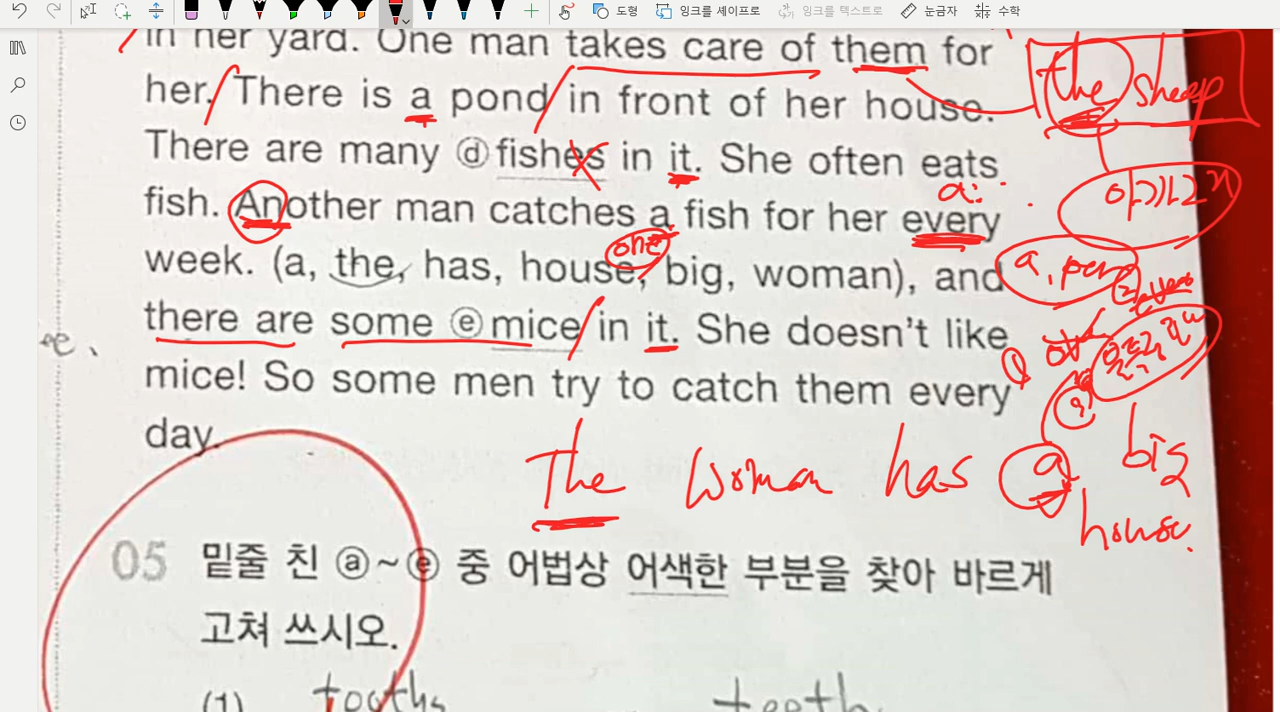 도형 잉크를 셰이프로 잉크를 텍스트로 눈금자 수학
in her yard. One man takes care of them for
the sheep
her. There is a pond in front of her house.
There are many ⓓ fishes in it. She often eats
fish. Another man catches a fish for her every
a:
one
week. (a, the, has, house, big, woman), and
a, pen
there are some ⓔ mice in it. She doesn't like
mice! So some men try to catch them every
day.
The woman has a big
house.
05 밑줄 친 ⓐ~ⓔ 중 어법상 어색한 부분을 찾아 바르게
고쳐 쓰시오.
(1) tooths teeth